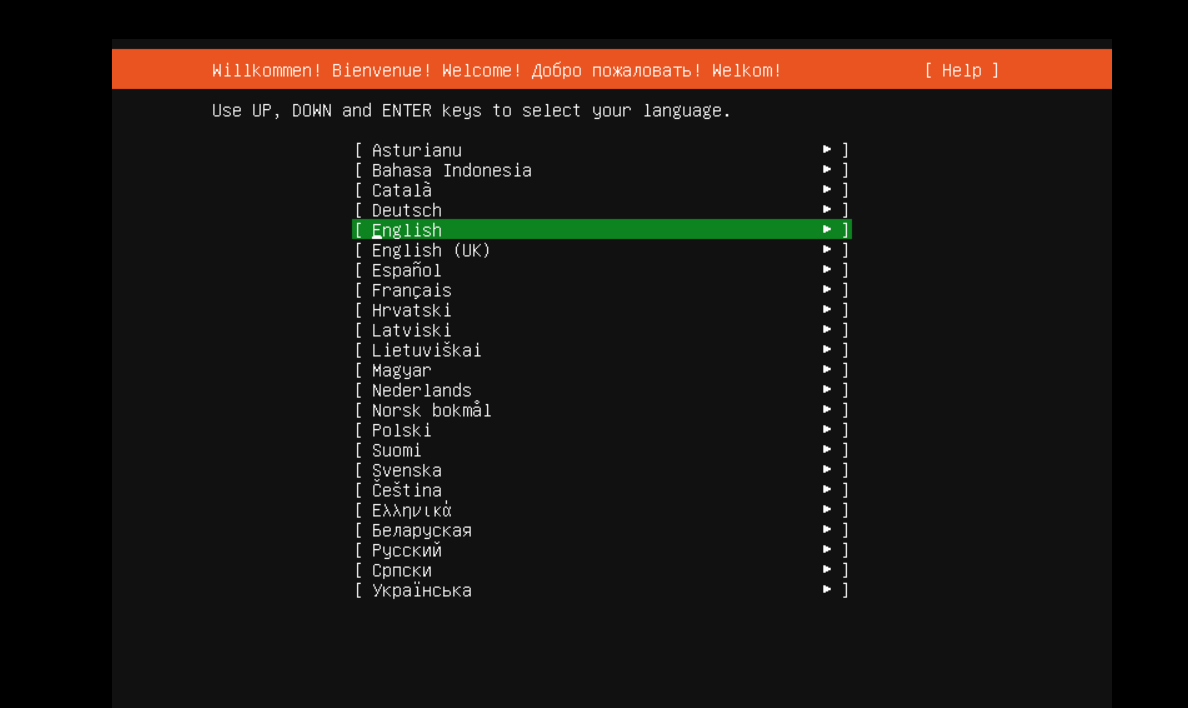 Willkommen! Bienvenue! Welcome! Добро пожаловать! Welkom! [ Help ]
Use UP, DOWN and ENTER keys to select your language.
[ Asturianu ▸ ]
[ Bahasa Indonesia ▸ ]
[ Català ▸ ]
[ Deutsch ▸ ]
[ English ▸ ]
[ English (UK) ▸ ]
[ Español ▸ ]
[ Français ▸ ]
[ Hrvatski ▸ ]
[ Latviski ▸ ]
[ Lietuviškai ▸ ]
[ Magyar ▸ ]
[ Nederlands ▸ ]
[ Norsk bokmål ▸ ]
[ Polski ▸ ]
[ Suomi ▸ ]
[ Svenska ▸ ]
[ Čeština ▸ ]
[ Ελληνικά ▸ ]
[ Беларуская ▸ ]
[ Русский ▸ ]
[ Српски ▸ ]
[ Українська ▸ ]